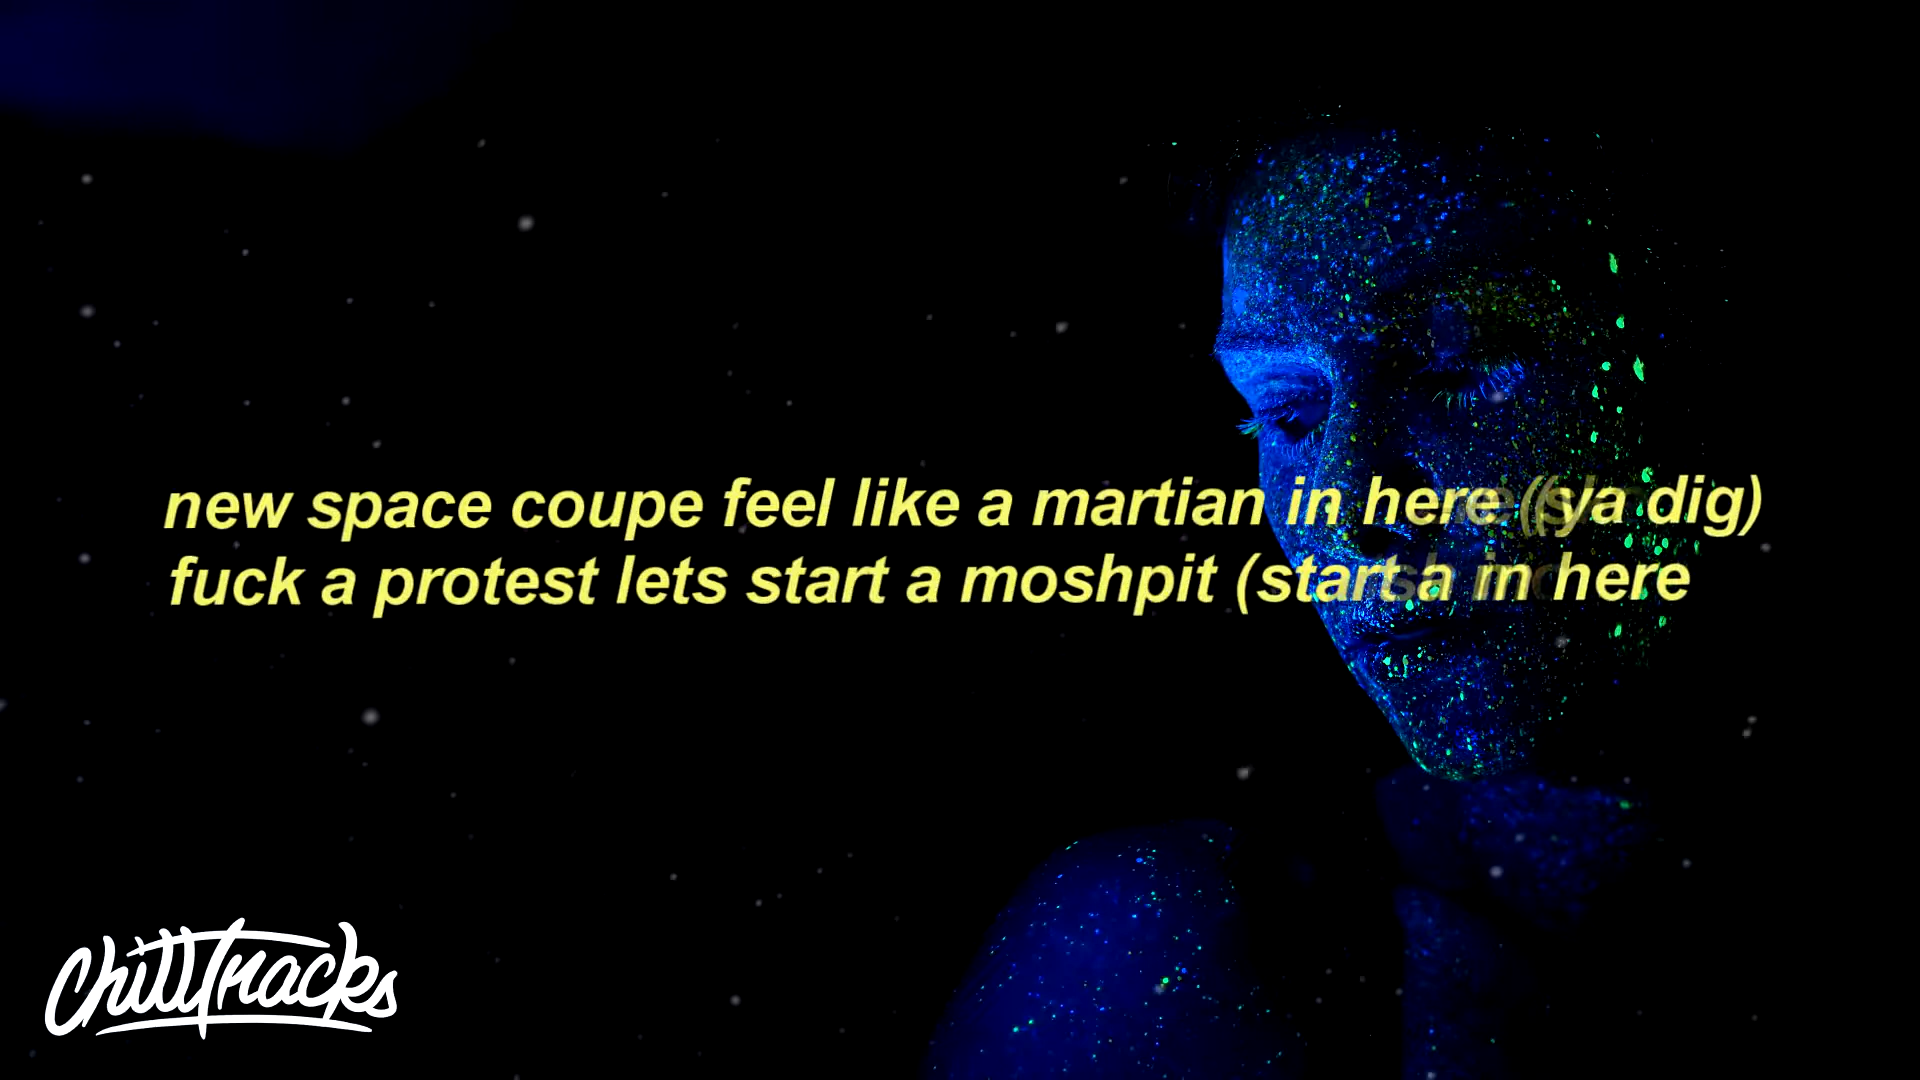 new space coupe feel like a martian in here (ya dig)
fuck a protest lets start a moshpit (start a in here
ChillTracks